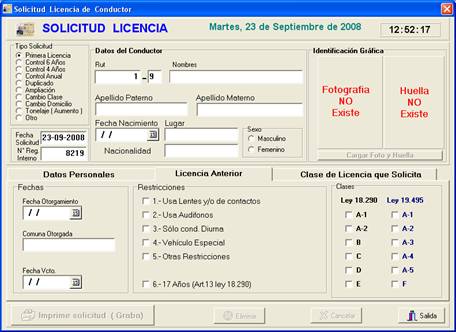 Solicitud Licencia de Conductor
SOLICITUD LICENCIA
Martes, 23 de Septiembre de 2008
12:52:17
Tipo Solicitud
Primera Licencia
Control 6 Años
Control 4 Años
Control Anual
Duplicado
Ampliación
Cambio Clase
Cambio Domicilio
Tonelaje ( Aumento )
Otro
Fecha Solicitud 23-09-2008
N° Reg. Interno 8219
Datos del Conductor
Rut Nombres
1 - 9
Apellido Paterno Apellido Materno
Fecha Nacimiento Lugar
/ /
Nacionalidad
Sexo
Masculino
Femenino
Identificación Gráfica
Fotografia NO Existe
Huella NO Existe
Cargar Foto y Huella
Datos Personales Licencia Anterior Clase de Licencia que Solicita
Fechas
Fecha Otorgamiento
/ /
Comuna Otorgada
Fecha Vcto.
/ /
Restricciones
1.- Usa Lentes y/o de contactos
2.- Usa Audífonos
3.- Sólo cond. Diurna
4.- Vehículo Especial
5.- Otras Restricciones
6.- 17 Años (Art.13 ley 18.290)
Clases
Ley 18.290 Ley 19.495
A-1 A-1
A-2 A-2
B A-3
C A-4
D A-5
E F
Imprime solicitud ( Graba) Eliminar Cancelar Salida